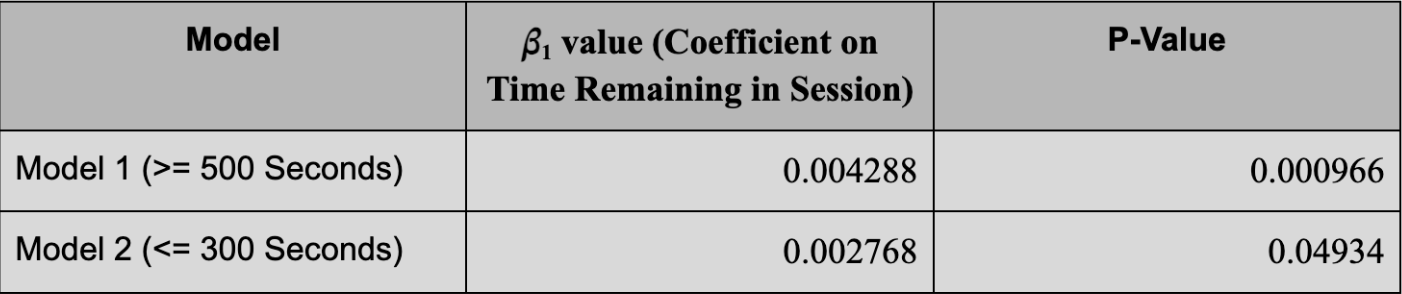 Model
β₁ value (Coefficient on
Time Remaining in Session)
P-Value
Model 1 (>= 500 Seconds)
0.004288
0.000966
Model 2 (<= 300 Seconds)
0.002768
0.04934